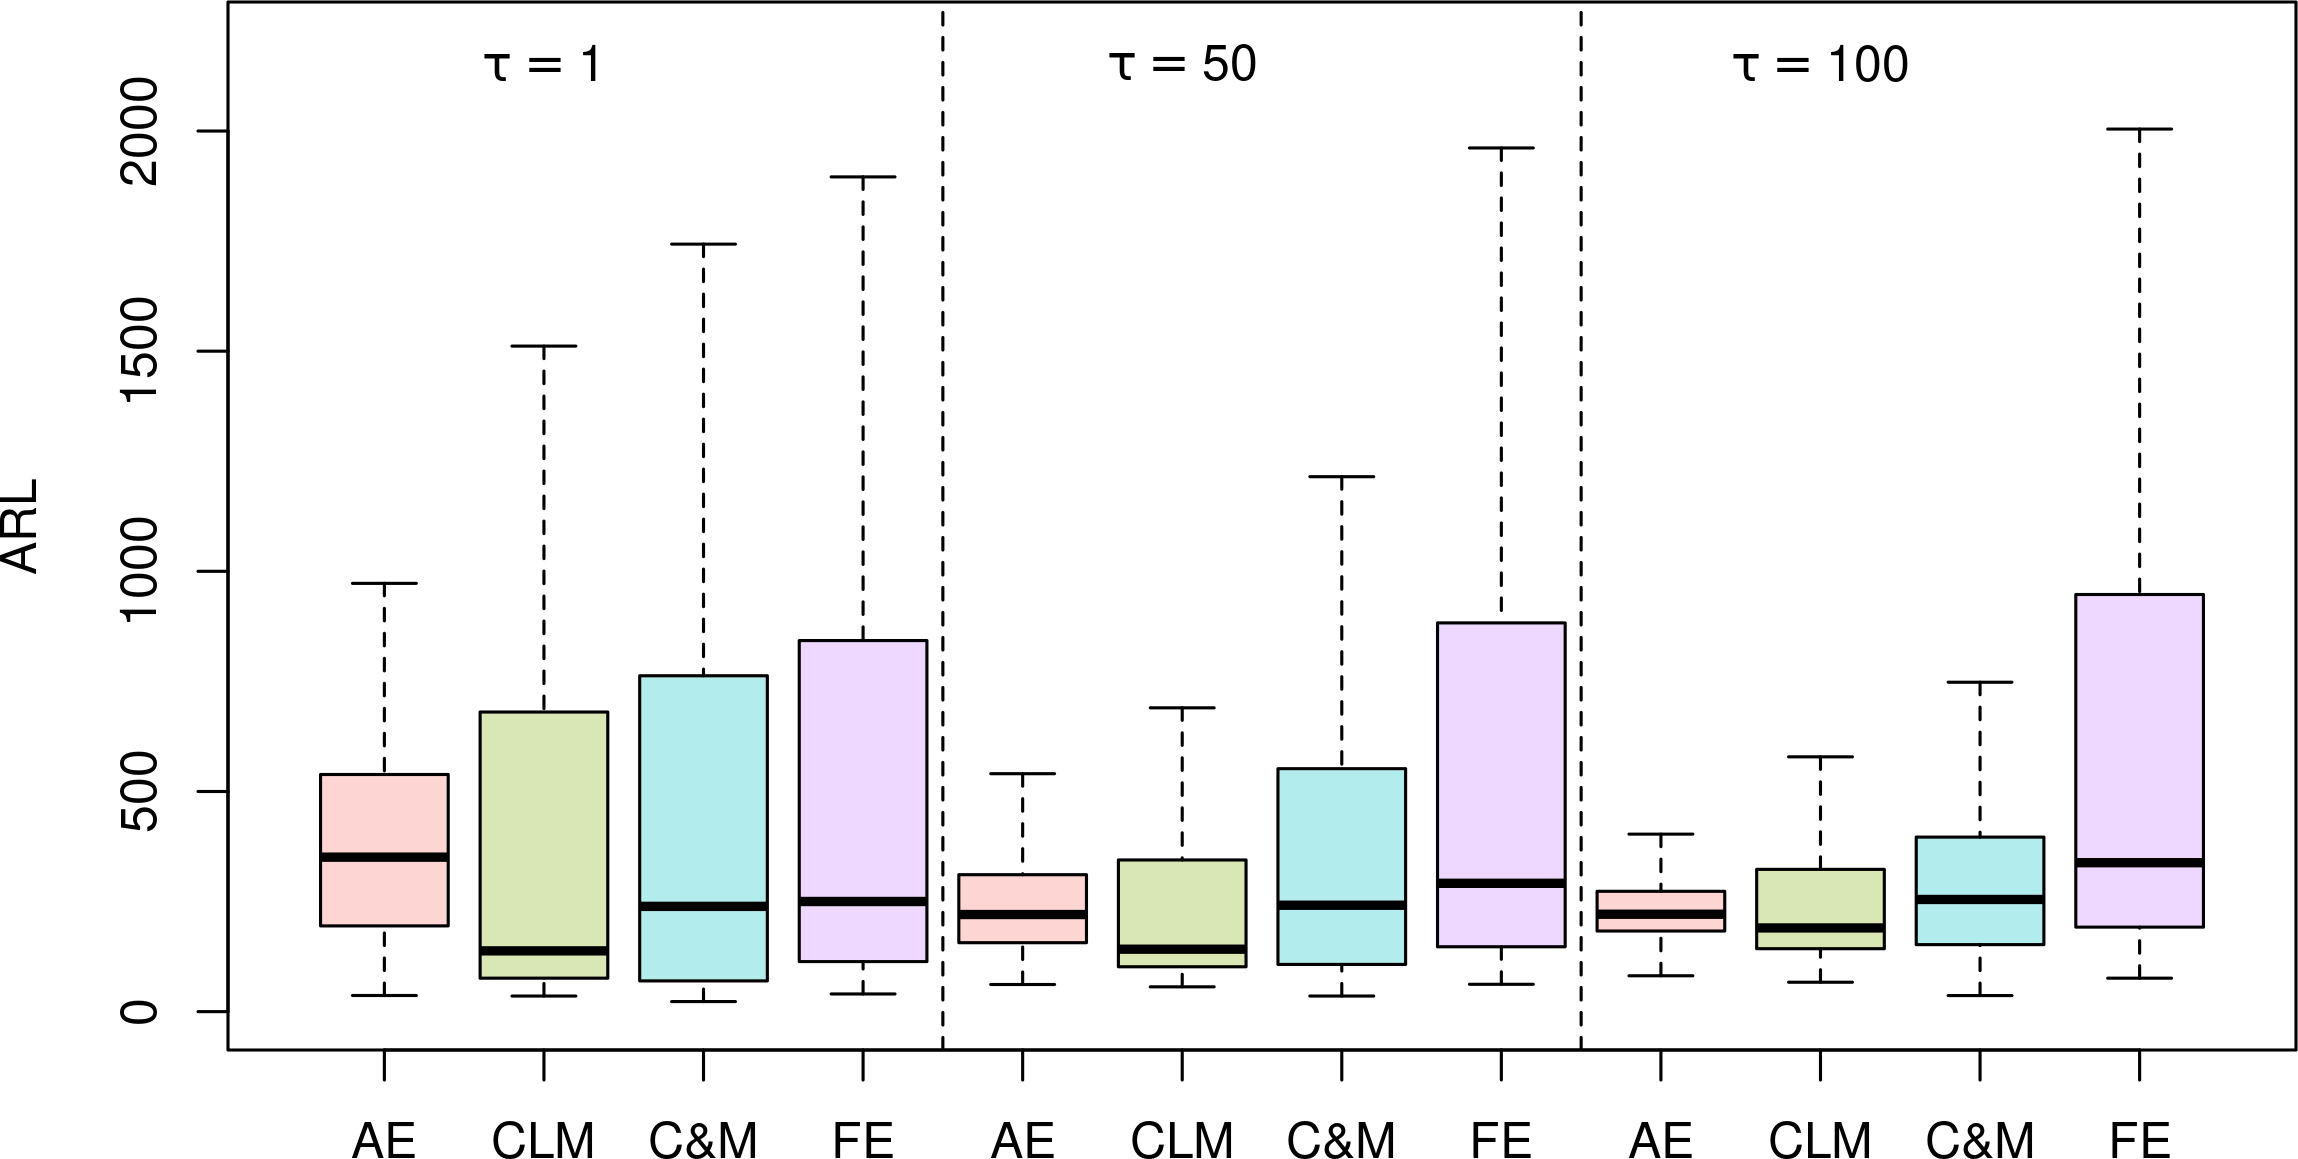 τ = 1
τ = 50
τ = 100
ARL
2000
1500
1000
500
0
AE CLM C&M FE AE CLM C&M FE AE CLM C&M FE